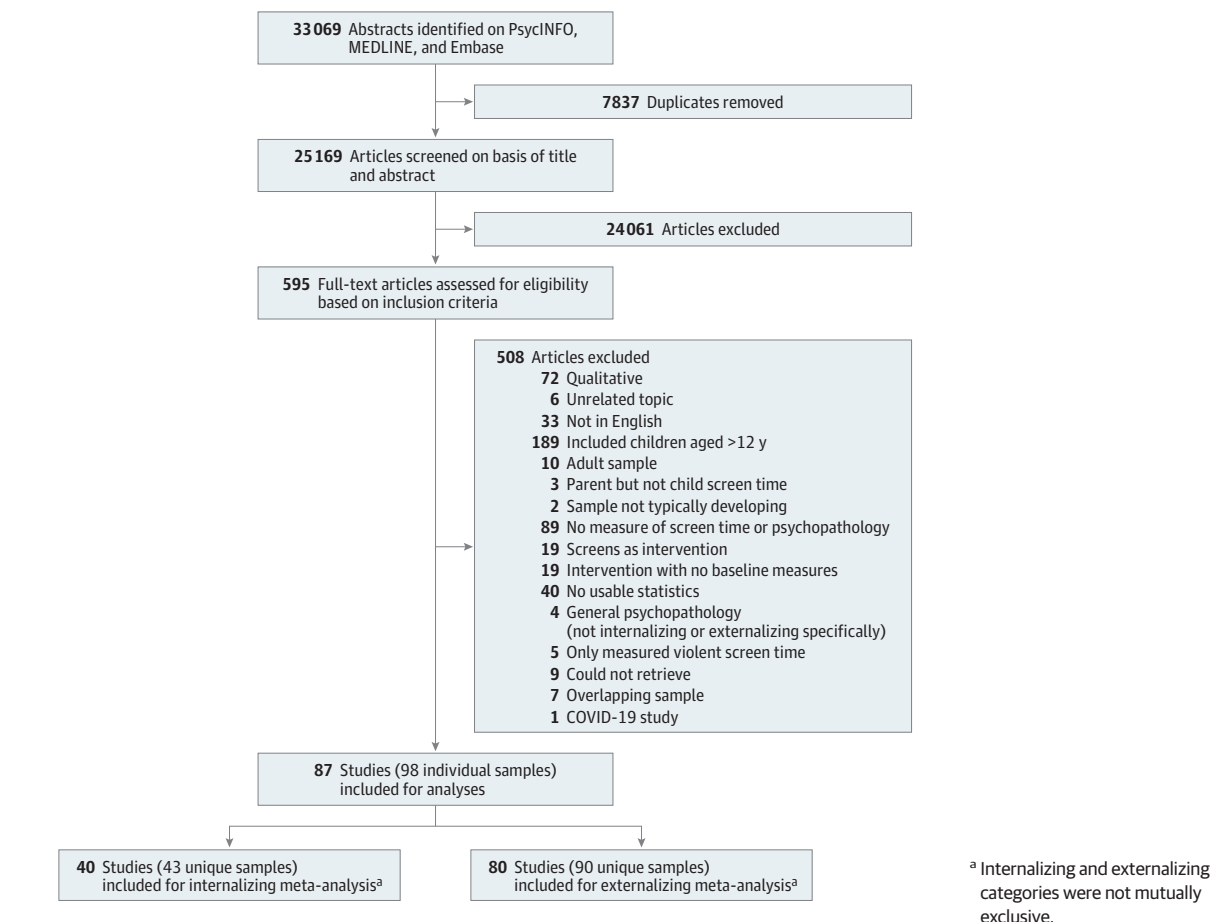 33069 Abstracts identified on PsycINFO,
MEDLINE, and Embase
7837 Duplicates removed
25169 Articles screened on basis of title
and abstract
24061 Articles excluded
595 Full-text articles assessed for eligibility
based on inclusion criteria
508 Articles excluded
72 Qualitative
6 Unrelated topic
33 Not in English
189 Included children aged >12 y
10 Adult sample
3 Parent but not child screen time
2 Sample not typically developing
89 No measure of screen time or psychopathology
19 Screens as intervention
19 Intervention with no baseline measures
40 No usable statistics
4 General psychopathology
(not internalizing or externalizing specifically)
5 Only measured violent screen time
9 Could not retrieve
7 Overlapping sample
1 COVID-19 study
87 Studies (98 individual samples)
included for analyses
40 Studies (43 unique samples)
included for internalizing meta-analysisᵃ
80 Studies (90 unique samples)
included for externalizing meta-analysisᵃ
ᵃ Internalizing and externalizing
categories were not mutually
exclusive.